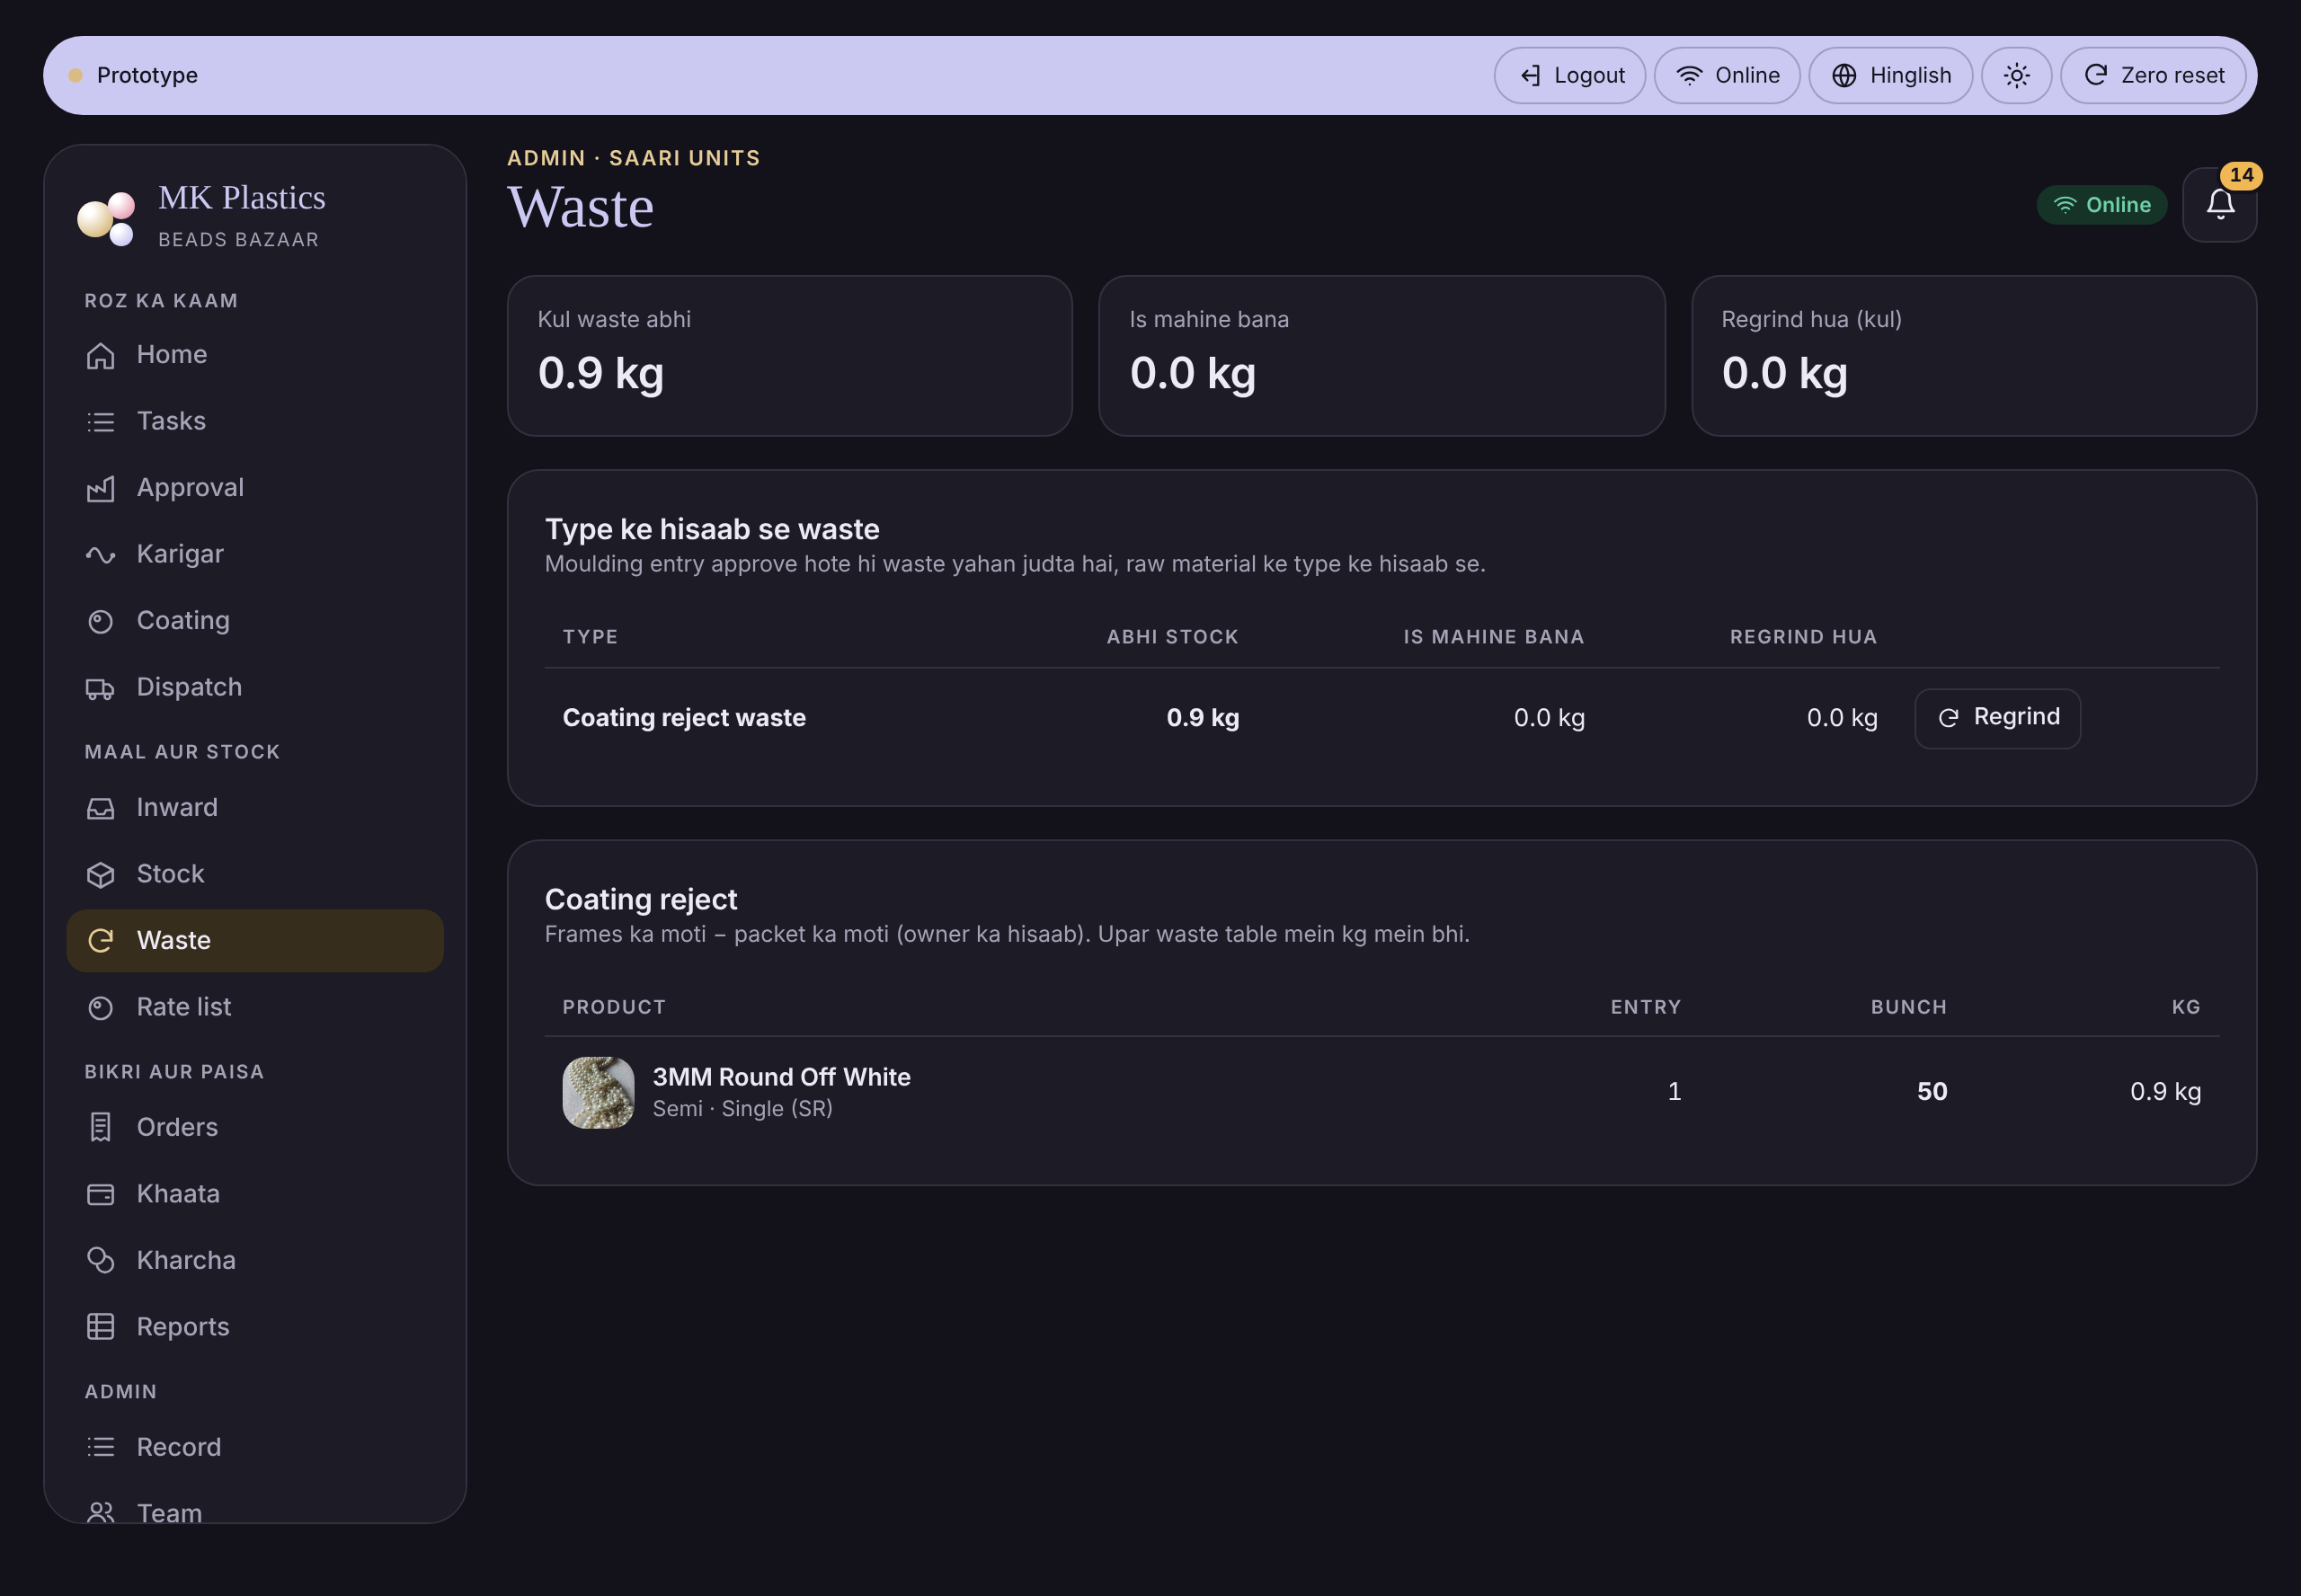 Prototype
Logout
Online
Hinglish
Zero reset
MK Plastics
BEADS BAZAAR
ROZ KA KAAM
Home
Tasks
Approval
Karigar
Coating
Dispatch
MAAL AUR STOCK
Inward
Stock
Waste
Rate list
BIKRI AUR PAISA
Orders
Khaata
Kharcha
Reports
ADMIN
Record
Team
ADMIN · SAARI UNITS
Waste
Online
14
Kul waste abhi
0.9 kg
Is mahine bana
0.0 kg
Regrind hua (kul)
0.0 kg
Type ke hisaab se waste
Moulding entry approve hote hi waste yahan judta hai, raw material ke type ke hisaab se.
TYPE ABHI STOCK IS MAHINE BANA REGRIND HUA
Coating reject waste 0.9 kg 0.0 kg 0.0 kg Regrind
Coating reject
Frames ka moti – packet ka moti (owner ka hisaab). Upar waste table mein kg mein bhi.
PRODUCT ENTRY BUNCH KG
3MM Round Off White
Semi · Single (SR)
1 50 0.9 kg